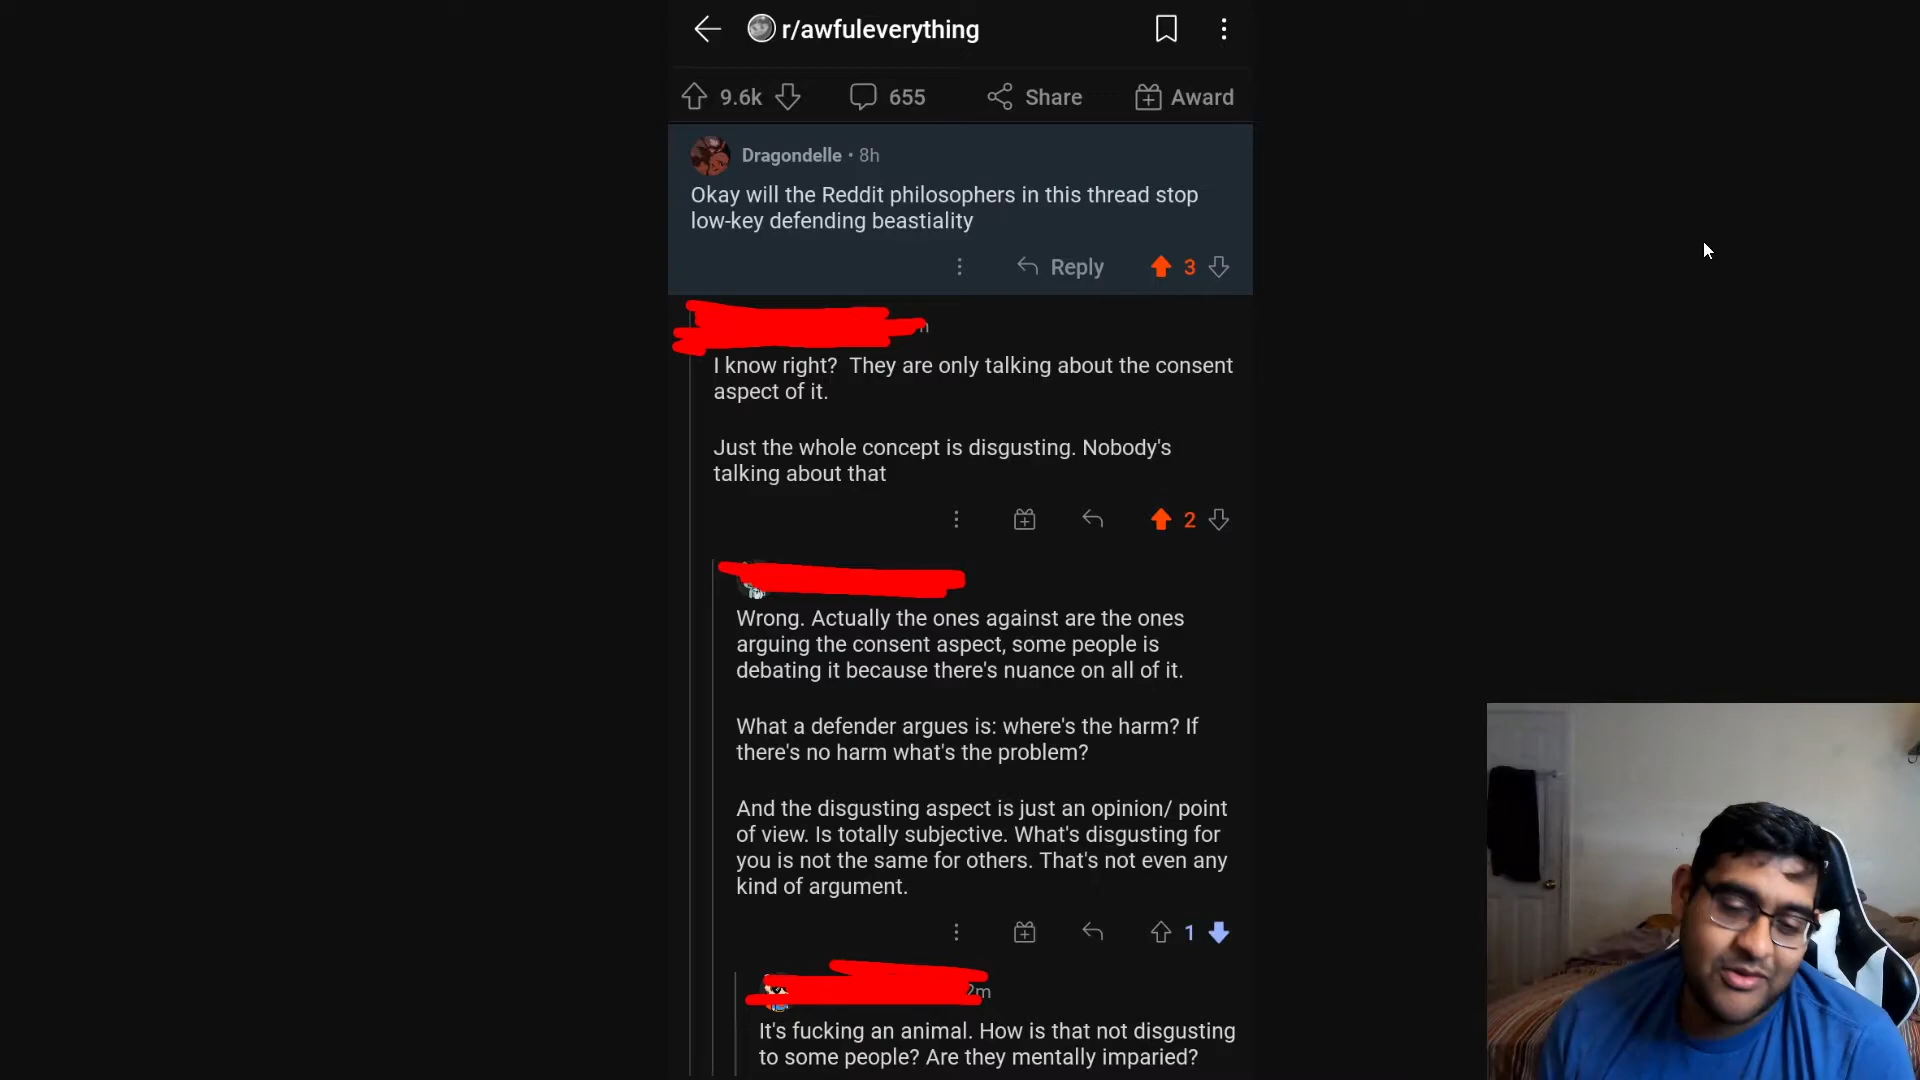 r/awfuleverything
9.6k 655 Share Award
Dragondelle • 8h
Okay will the Reddit philosophers in this thread stop
low-key defending beastiality
Reply 3
I know right? They are only talking about the consent
aspect of it.
Just the whole concept is disgusting. Nobody's
talking about that
2
Wrong. Actually the ones against are the ones
arguing the consent aspect, some people is
debating it because there's nuance on all of it.
What a defender argues is: where's the harm? If
there's no harm what's the problem?
And the disgusting aspect is just an opinion/ point
of view. Is totally subjective. What's disgusting for
you is not the same for others. That's not even any
kind of argument.
1
2m
It's fucking an animal. How is that not disgusting
to some people? Are they mentally imparied?